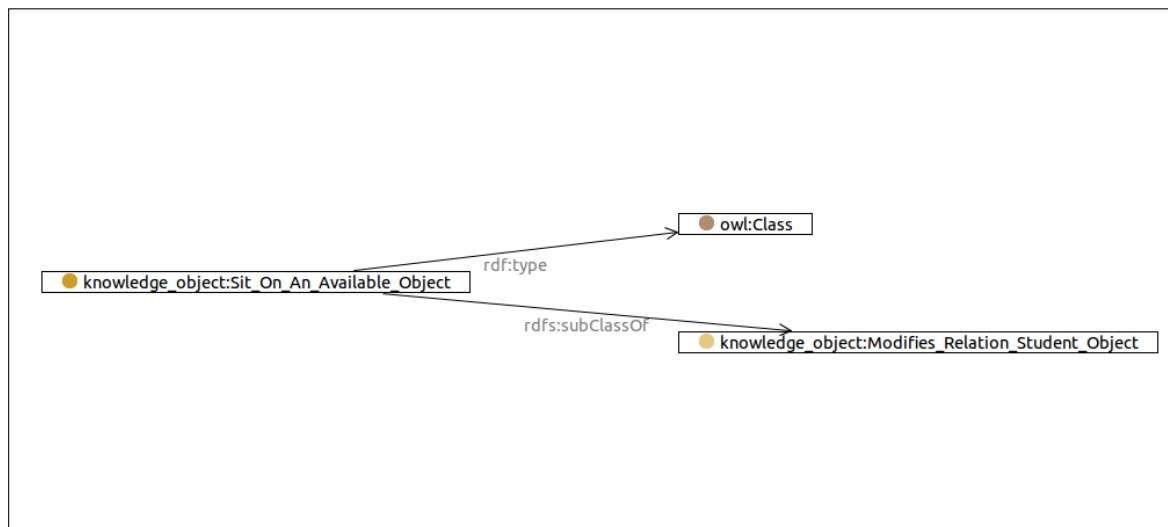 owl:Class
rdf:type
knowledge_object:Sit_On_An_Available_Object
rdfs:subClassOf
knowledge_object:Modifies_Relation_Student_Object